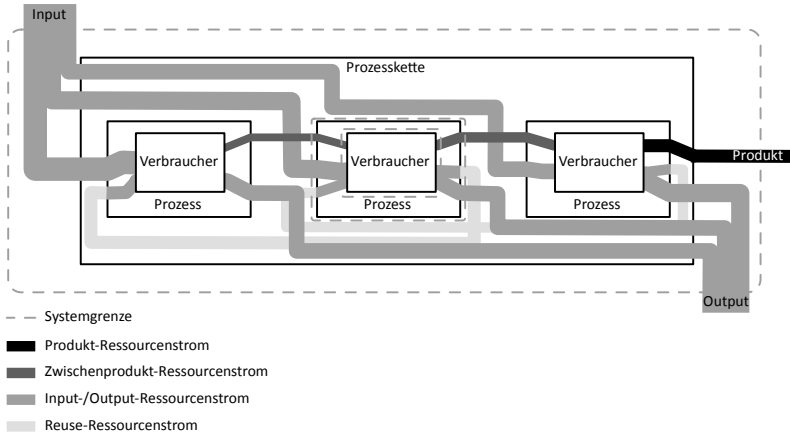 Input
Prozesskette
Verbraucher
Verbraucher
Verbraucher
Produkt
Prozess
Prozess
Prozess
Output
Systemgrenze
Produkt-Ressourcenstrom
Zwischenprodukt-Ressourcenstrom
Input-/Output-Ressourcenstrom
Reuse-Ressourcenstrom